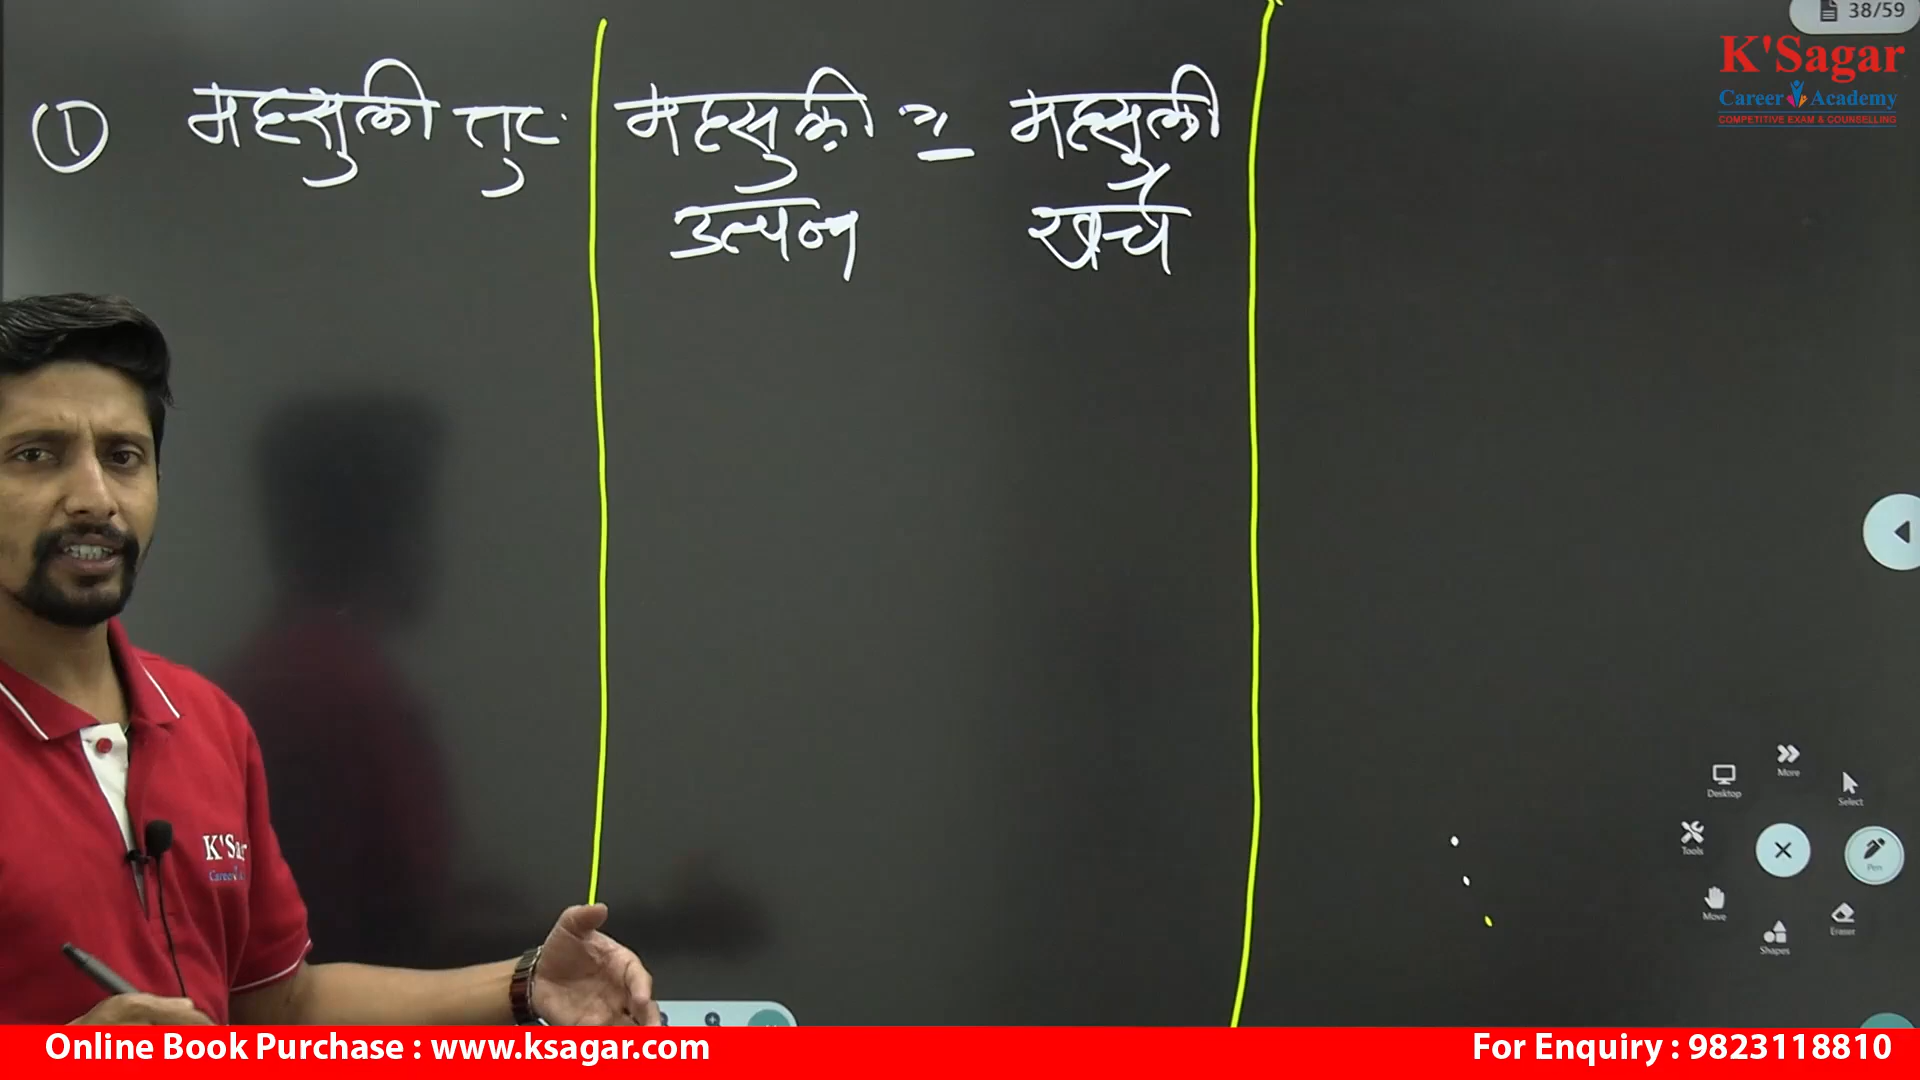 38/59
K'Sagar
Career Academy
COMPETITIVE EXAM & COUNSELLING
① महसुली तुट महसुली महसुली
उत्पन्न खर्च
More
Desktop
Select
Tools
Pen
Move
Eraser
Shapes
K'Sagar
Online Book Purchase : www.ksagar.com
For Enquiry : 9823118810